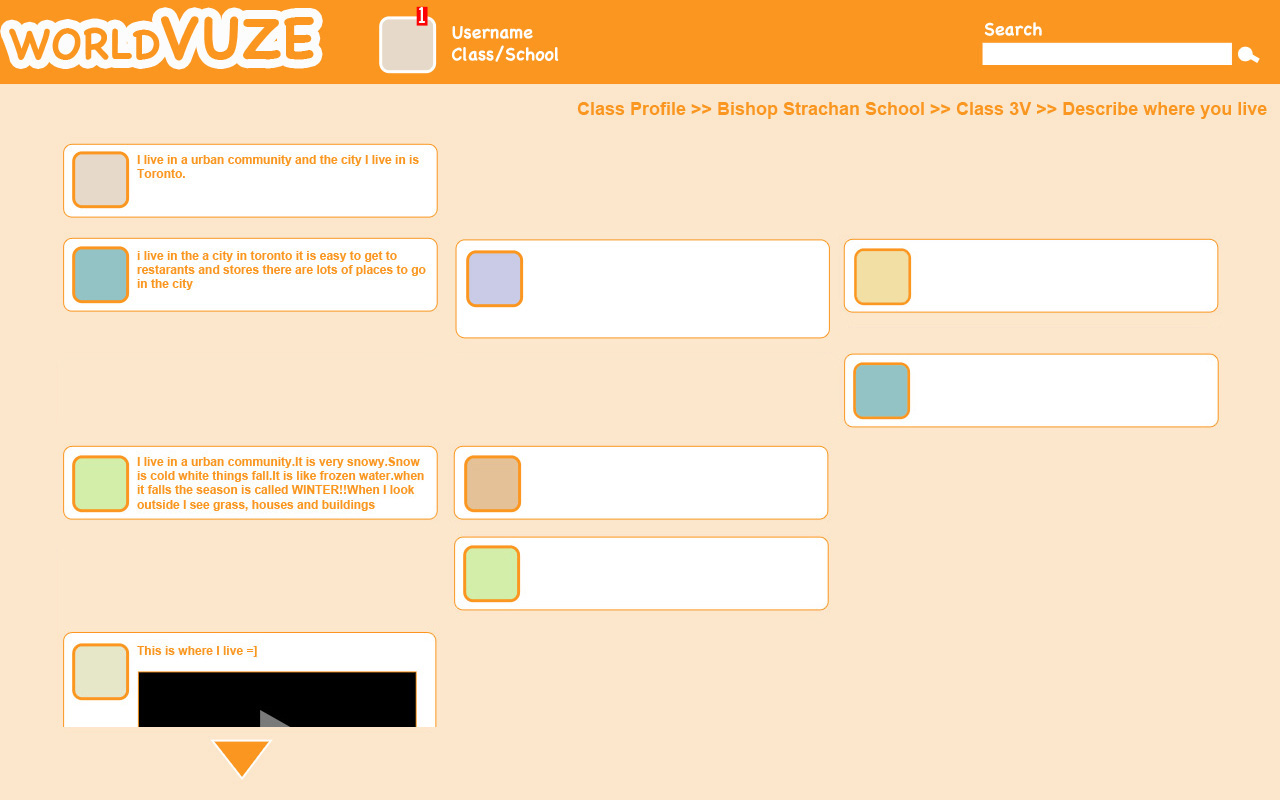 WORLDVUZE
1
Username
Class/School
Search
Class Profile >> Bishop Strachan School >> Class 3V >> Describe where you live
I live in a urban community and the city I live in is
Toronto.
i live in the a city in toronto it is easy to get to
restarants and stores there are lots of places to go
in the city
I live in a urban community.It is very snowy.Snow
is cold white things fall.It is like frozen water.when
it falls the season is called WINTER!!When I look
outside I see grass, houses and buildings
This is where I live =]